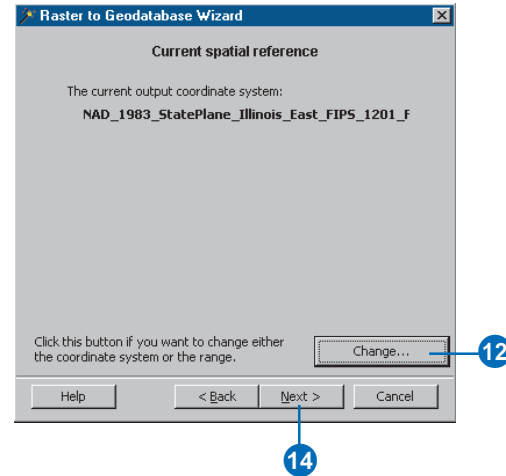 Raster to Geodatabase Wizard
Current spatial reference
The current output coordinate system:
NAD_1983_StatePlane_Illinois_East_FIPS_1201_F
Click this button if you want to change either
the coordinate system or the range.
Change...
12
Help
< Back
Next >
Cancel
14